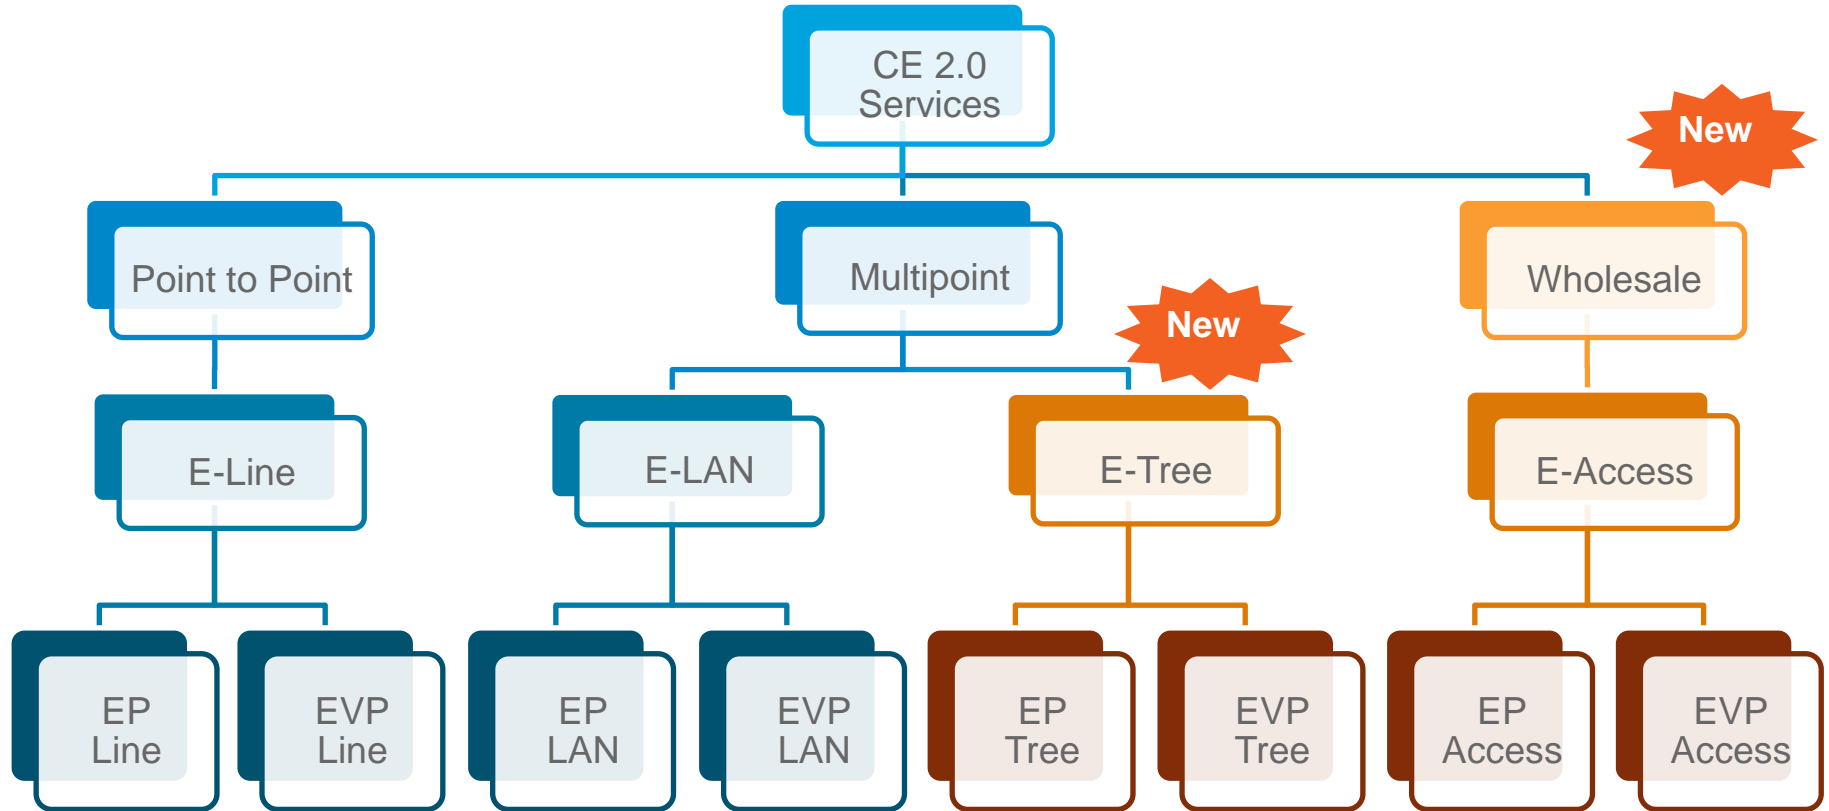 CE 2.0
Services
New
Point to Point
Multipoint
Wholesale
New
E-Line
E-LAN
E-Tree
E-Access
EP
Line
EVP
Line
EP
LAN
EVP
LAN
EP
Tree
EVP
Tree
EP
Access
EVP
Access